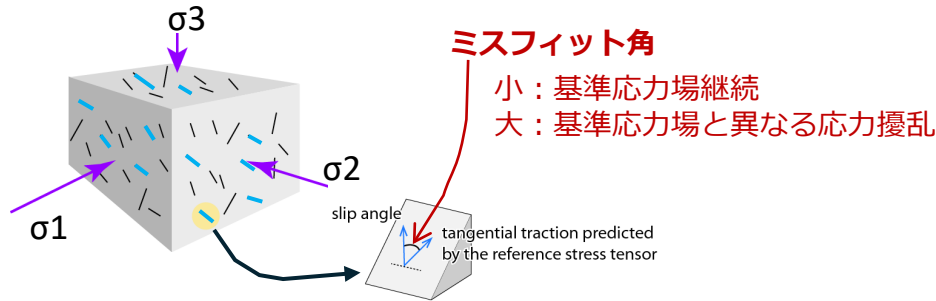 σ3
ミスフィット角
小：基準応力場継続
大：基準応力場と異なる応力擾乱
σ2
σ1
slip angle
tangential traction predicted
by the reference stress tensor